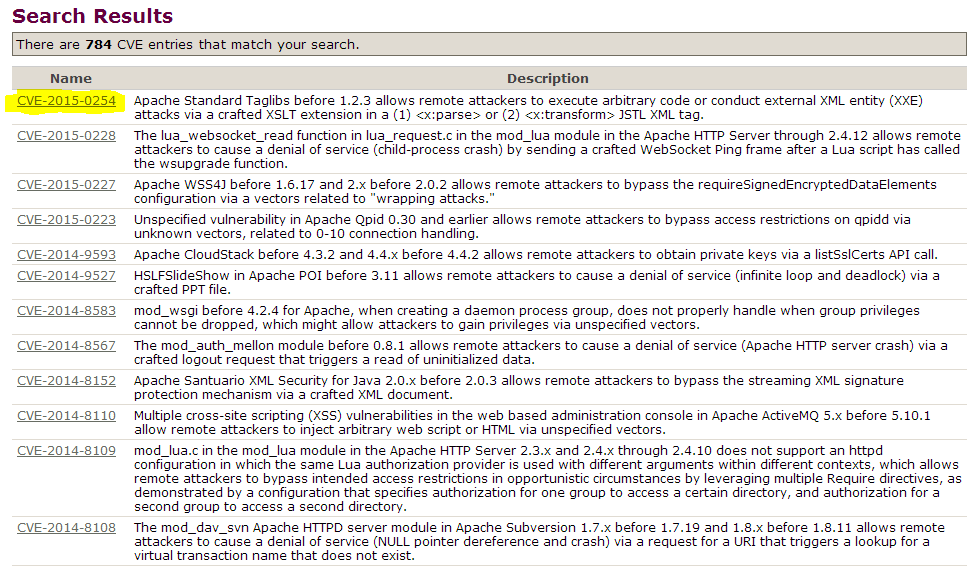 Search Results
There are 784 CVE entries that match your search.
Name Description
CVE-2015-0254 Apache Standard Taglibs before 1.2.3 allows remote attackers to execute arbitrary code or conduct external XML entity (XXE)
attacks via a crafted XSLT extension in a (1) <x:parse> or (2) <x:transform> JSTL XML tag.
CVE-2015-0228 The lua_websocket_read function in lua_request.c in the mod_lua module in the Apache HTTP Server through 2.4.12 allows remote
attackers to cause a denial of service (child-process crash) by sending a crafted WebSocket Ping frame after a Lua script has called
the wsupgrade function.
CVE-2015-0227 Apache WSS4J before 1.6.17 and 2.x before 2.0.2 allows remote attackers to bypass the requireSignedEncryptedDataElements
configuration via a vectors related to "wrapping attacks."
CVE-2015-0223 Unspecified vulnerability in Apache Qpid 0.30 and earlier allows remote attackers to bypass access restrictions on qpidd via
unknown vectors, related to 0-10 connection handling.
CVE-2014-9593 Apache CloudStack before 4.3.2 and 4.4.x before 4.4.2 allows remote attackers to obtain private keys via a listSslCerts API call.
CVE-2014-9527 HSLFSlideShow in Apache POI before 3.11 allows remote attackers to cause a denial of service (infinite loop and deadlock) via a
crafted PPT file.
CVE-2014-8583 mod_wsgi before 4.2.4 for Apache, when creating a daemon process group, does not properly handle when group privileges
cannot be dropped, which might allow attackers to gain privileges via unspecified vectors.
CVE-2014-8567 The mod_auth_mellon module before 0.8.1 allows remote attackers to cause a denial of service (Apache HTTP server crash) via a
crafted logout request that triggers a read of uninitialized data.
CVE-2014-8152 Apache Santuario XML Security for Java 2.0.x before 2.0.3 allows remote attackers to bypass the streaming XML signature
protection mechanism via a crafted XML document.
CVE-2014-8110 Multiple cross-site scripting (XSS) vulnerabilities in the web based administration console in Apache ActiveMQ 5.x before 5.10.1
allow remote attackers to inject arbitrary web script or HTML via unspecified vectors.
CVE-2014-8109 mod_lua.c in the mod_lua module in the Apache HTTP Server 2.3.x and 2.4.x through 2.4.10 does not support an httpd
configuration in which the same Lua authorization provider is used with different arguments within different contexts, which allows
remote attackers to bypass intended access restrictions in opportunistic circumstances by leveraging multiple Require directives, as
demonstrated by a configuration that specifies authorization for one group to access a certain directory, and authorization for a
second group to access a second directory.
CVE-2014-8108 The mod_dav_svn Apache HTTPD server module in Apache Subversion 1.7.x before 1.7.19 and 1.8.x before 1.8.11 allows remote
attackers to cause a denial of service (NULL pointer dereference and crash) via a request for a URI that triggers a lookup for a
virtual transaction name that does not exist.